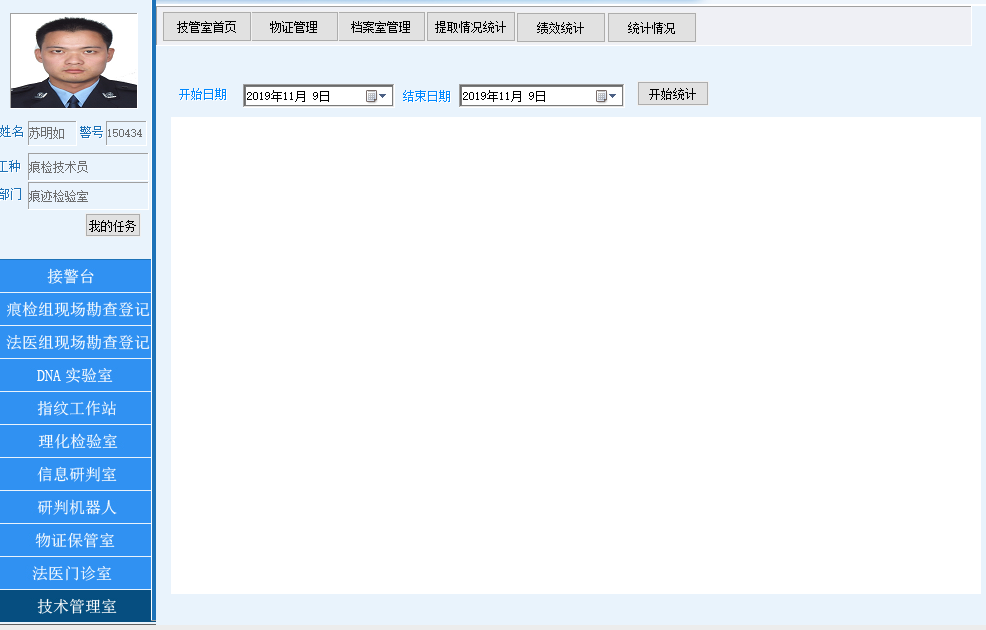 技管室首页 物证管理 档案室管理 提取情况统计 绩效统计 统计情况
开始日期 2019年11月 9日 结束日期 2019年11月 9日 开始统计
姓名 苏明如 警号 150434
工种 痕检技术员
部门 痕迹检验室
我的任务
接警台
痕检组现场勘查登记
法医组现场勘查登记
DNA 实验室
指纹工作站
理化检验室
信息研判室
研判机器人
物证保管室
法医门诊室
技术管理室